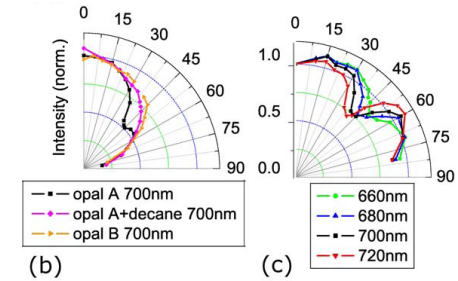 0
15
30
45
60
75
90
Intensity (norm.)
opal A 700nm
opal A+decane 700nm
opal B 700nm
(b)
0
15
30
45
60
75
90
1.0
0.5
0.0
660nm
680nm
700nm
720nm
(c)